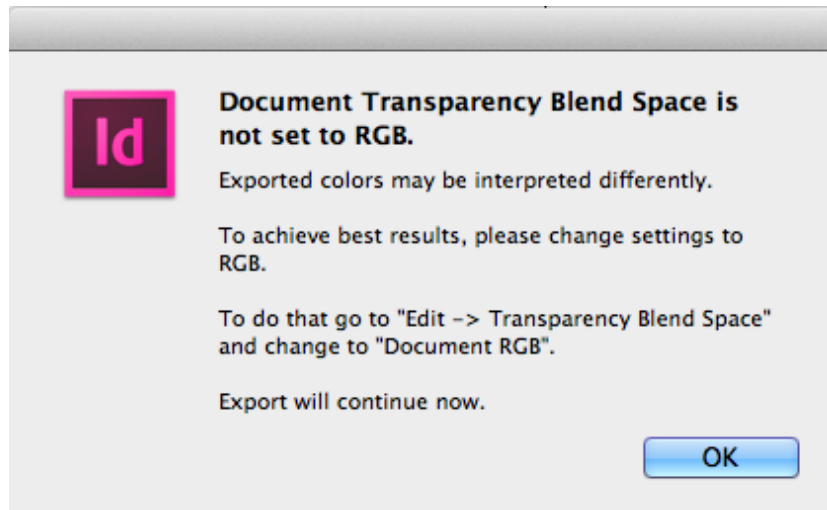 Id
Document Transparency Blend Space is
not set to RGB.
Exported colors may be interpreted differently.
To achieve best results, please change settings to
RGB.
To do that go to "Edit -> Transparency Blend Space"
and change to "Document RGB".
Export will continue now.
OK